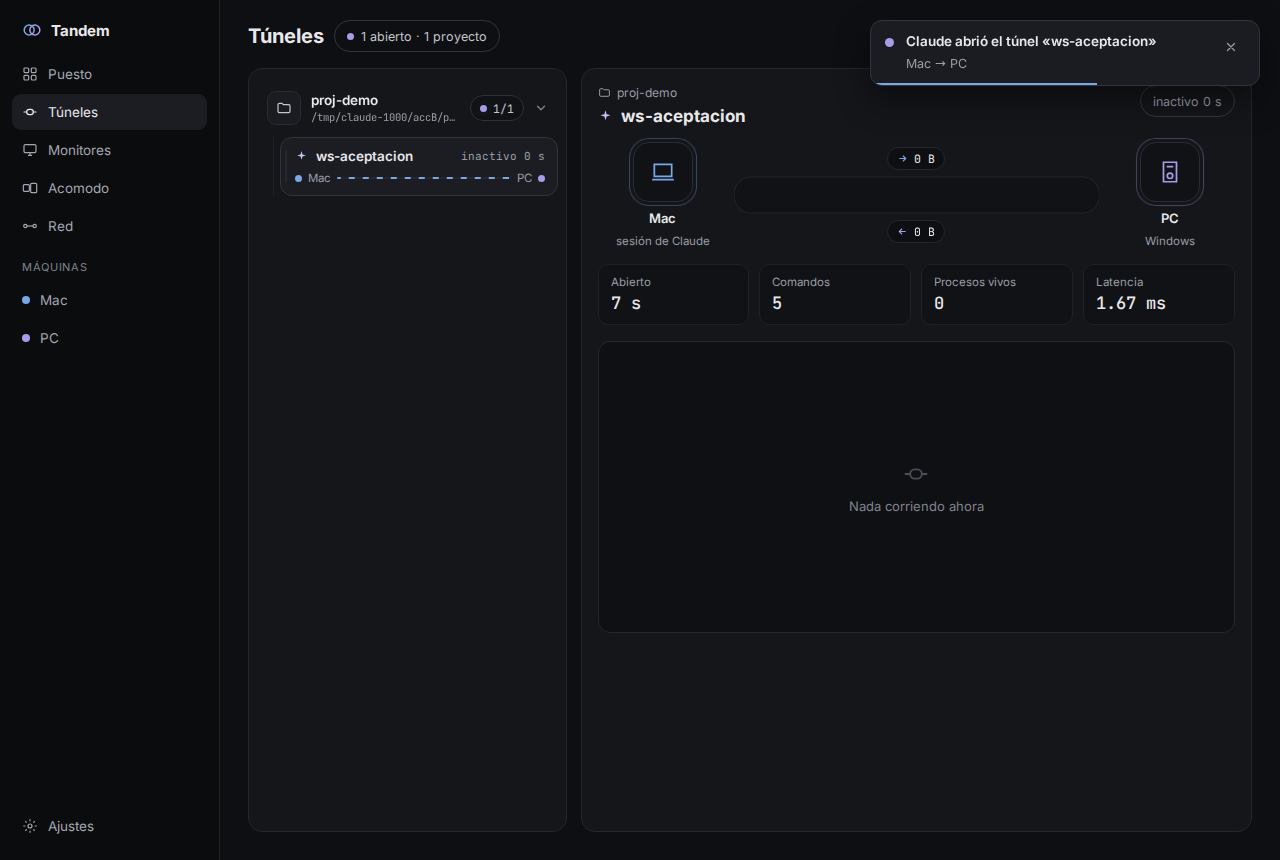 Tandem
Puesto
Túneles
Monitores
Acomodo
Red
MÁQUINAS
Mac
PC
Ajustes
Túneles
1 abierto · 1 proyecto
proj-demo
/tmp/claude-1000/accB/p…
1/1
ws-aceptacion
inactivo 0 s
Mac
PC
Claude abrió el túnel «ws-aceptacion»
Mac → PC
proj-demo
ws-aceptacion
inactivo 0 s
→ 0 B
← 0 B
Mac
sesión de Claude
PC
Windows
Abierto
7 s
Comandos
5
Procesos vivos
0
Latencia
1.67 ms
Nada corriendo ahora